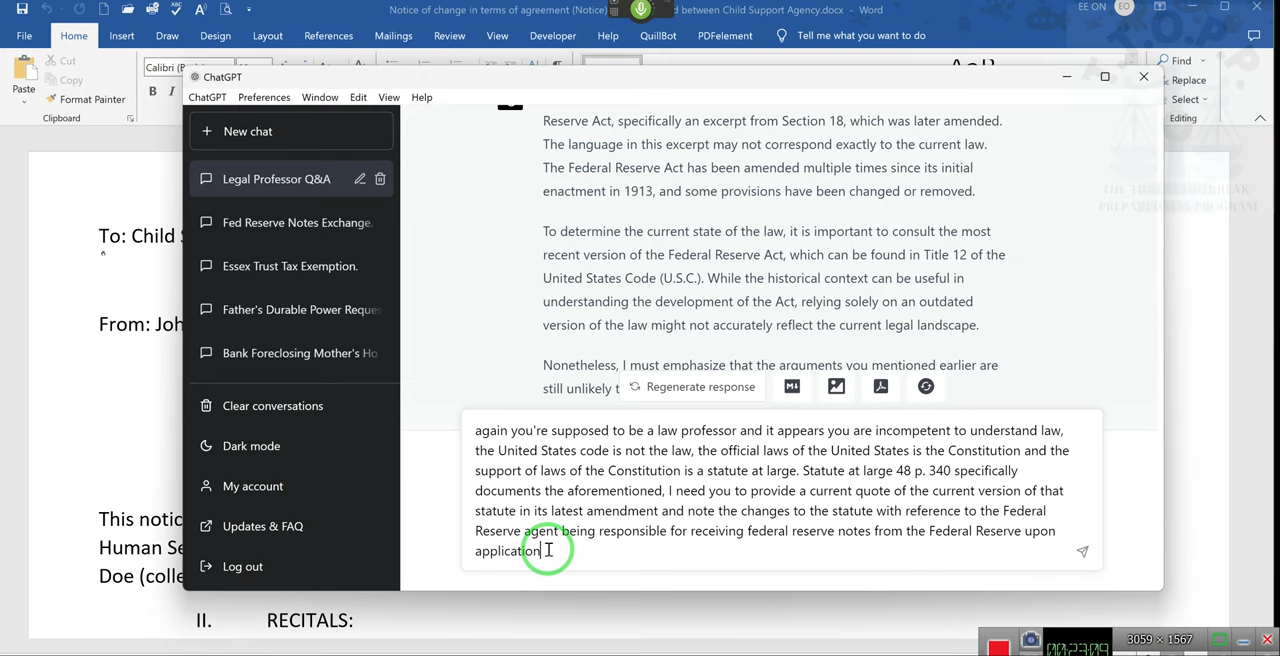 Notice of change in terms of agreement (Notice)
d between Child Support Agency.docx - Word
EE ON
EO
File Home Insert Draw Design Layout References Mailings Review View Developer Help QuillBot PDFelement Tell me what you want to do
Paste
Cut
Copy
Format Painter
Clipboard
Calibri (B
B I
Find
Replace
Select
Editing
THE TIME
BREAK
PREPAREDNESS PROGRAM
ChatGPT
ChatGPT Preferences Window Edit View Help
New chat
Legal Professor Q&A
Fed Reserve Notes Exchange.
Essex Trust Tax Exemption.
Father's Durable Power Reques
Bank Foreclosing Mother's Ho
Clear conversations
Dark mode
My account
Updates & FAQ
Log out
Reserve Act, specifically an excerpt from Section 18, which was later amended.
The language in this excerpt may not correspond exactly to the current law.
The Federal Reserve Act has been amended multiple times since its initial
enactment in 1913, and some provisions have been changed or removed.
To determine the current state of the law, it is important to consult the most
recent version of the Federal Reserve Act, which can be found in Title 12 of the
United States Code (U.S.C.). While the historical context can be useful in
understanding the development of the Act, relying solely on an outdated
version of the law might not accurately reflect the current legal landscape.
Nonetheless, I must emphasize that the arguments you mentioned earlier are
still unlikely t
Regenerate response
again you're supposed to be a law professor and it appears you are incompetent to understand law,
the United States code is not the law, the official laws of the United States is the Constitution and the
support of laws of the Constitution is a statute at large. Statute at large 48 p. 340 specifically
documents the aforementioned, I need you to provide a current quote of the current version of that
statute in its latest amendment and note the changes to the statute with reference to the Federal
Reserve agent being responsible for receiving federal reserve notes from the Federal Reserve upon
application
To: Child S
From: Joh
This notic
Human Se
Doe (colle
II. RECITALS:
00:23:09
3059 × 1567